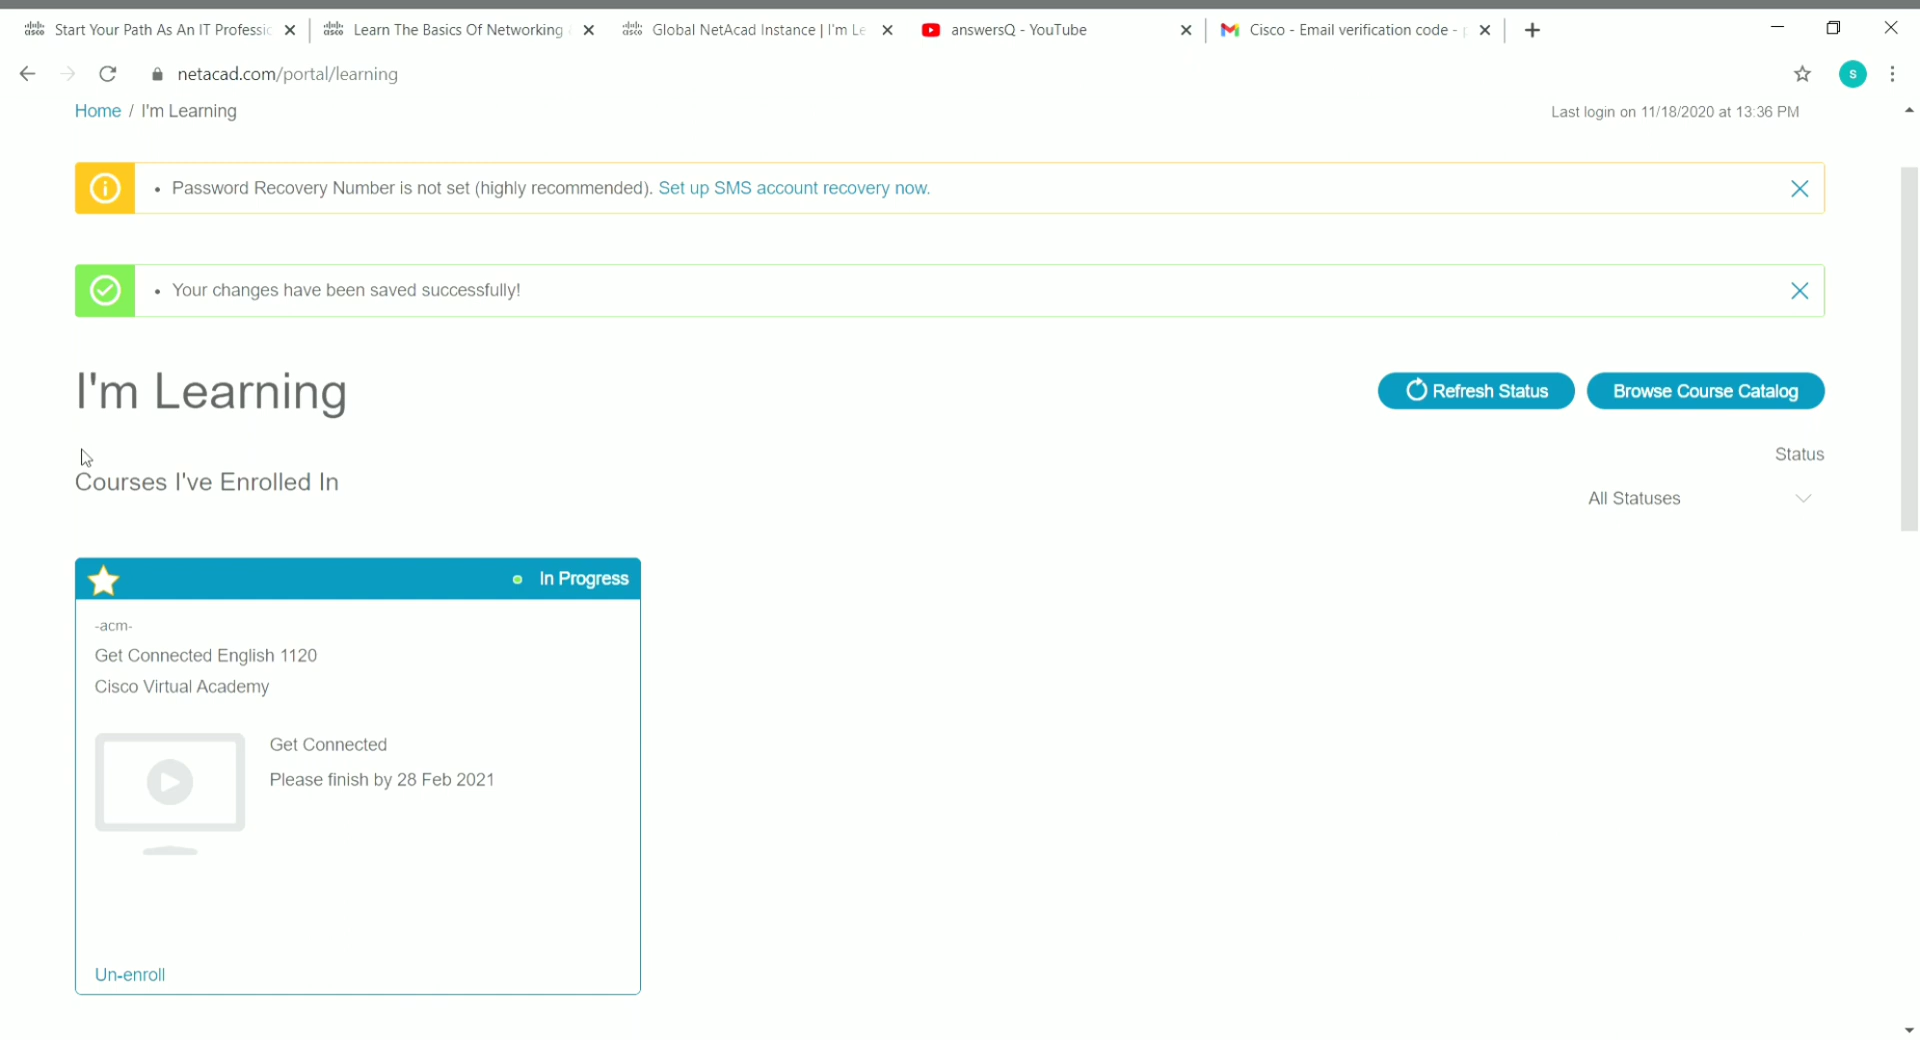 Start Your Path As An IT Professio
Learn The Basics Of Networking
Global NetAcad Instance | I'm Le
answersQ - YouTube
Cisco - Email verification code -
netacad.com/portal/learning
S
Home / I'm Learning
Last login on 11/18/2020 at 13:36 PM
• Password Recovery Number is not set (highly recommended). Set up SMS account recovery now.
• Your changes have been saved successfully!
I'm Learning
Refresh Status
Browse Course Catalog
Status
Courses I've Enrolled In
All Statuses
In Progress
-acm-
Get Connected English 1120
Cisco Virtual Academy
Get Connected
Please finish by 28 Feb 2021
Un-enroll